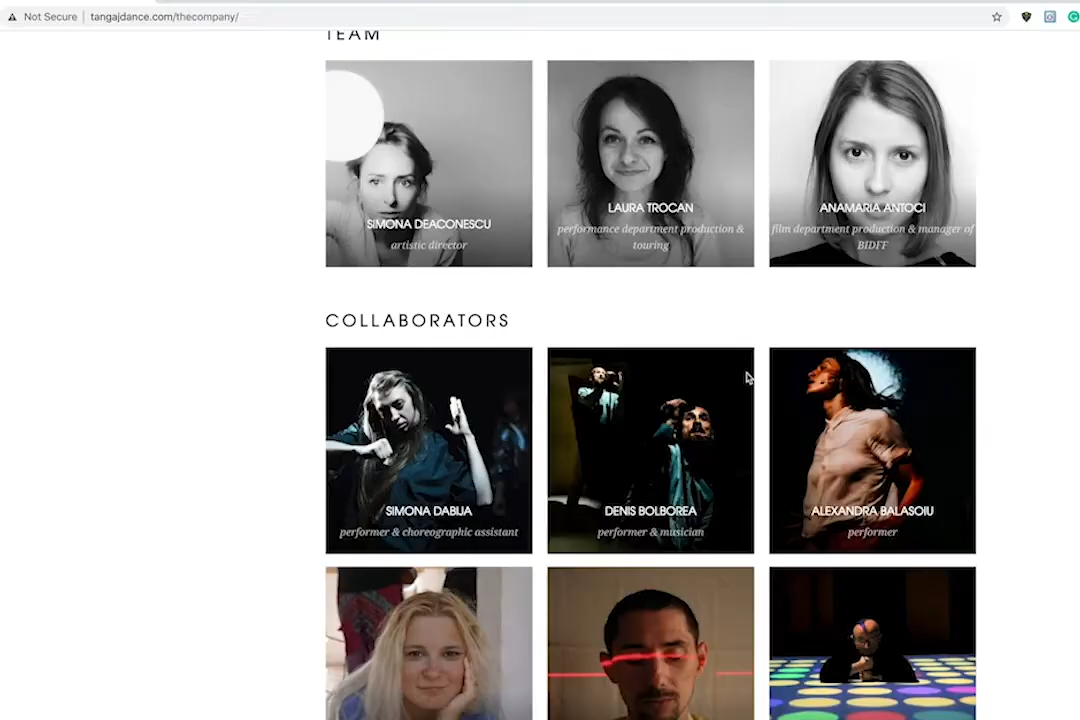 Not Secure | tangajdance.com/thecompany/
TEAM
SIMONA DEACONESCU
artistic director
LAURA TROCAN
performance department production &
touring
ANAMARIA ANTOCI
film department production & manager of
BIDFF
COLLABORATORS
SIMONA DABIJA
performer & choreographic assistant
DENIS BOLBOREA
performer & musician
ALEXANDRA BALASOIU
performer